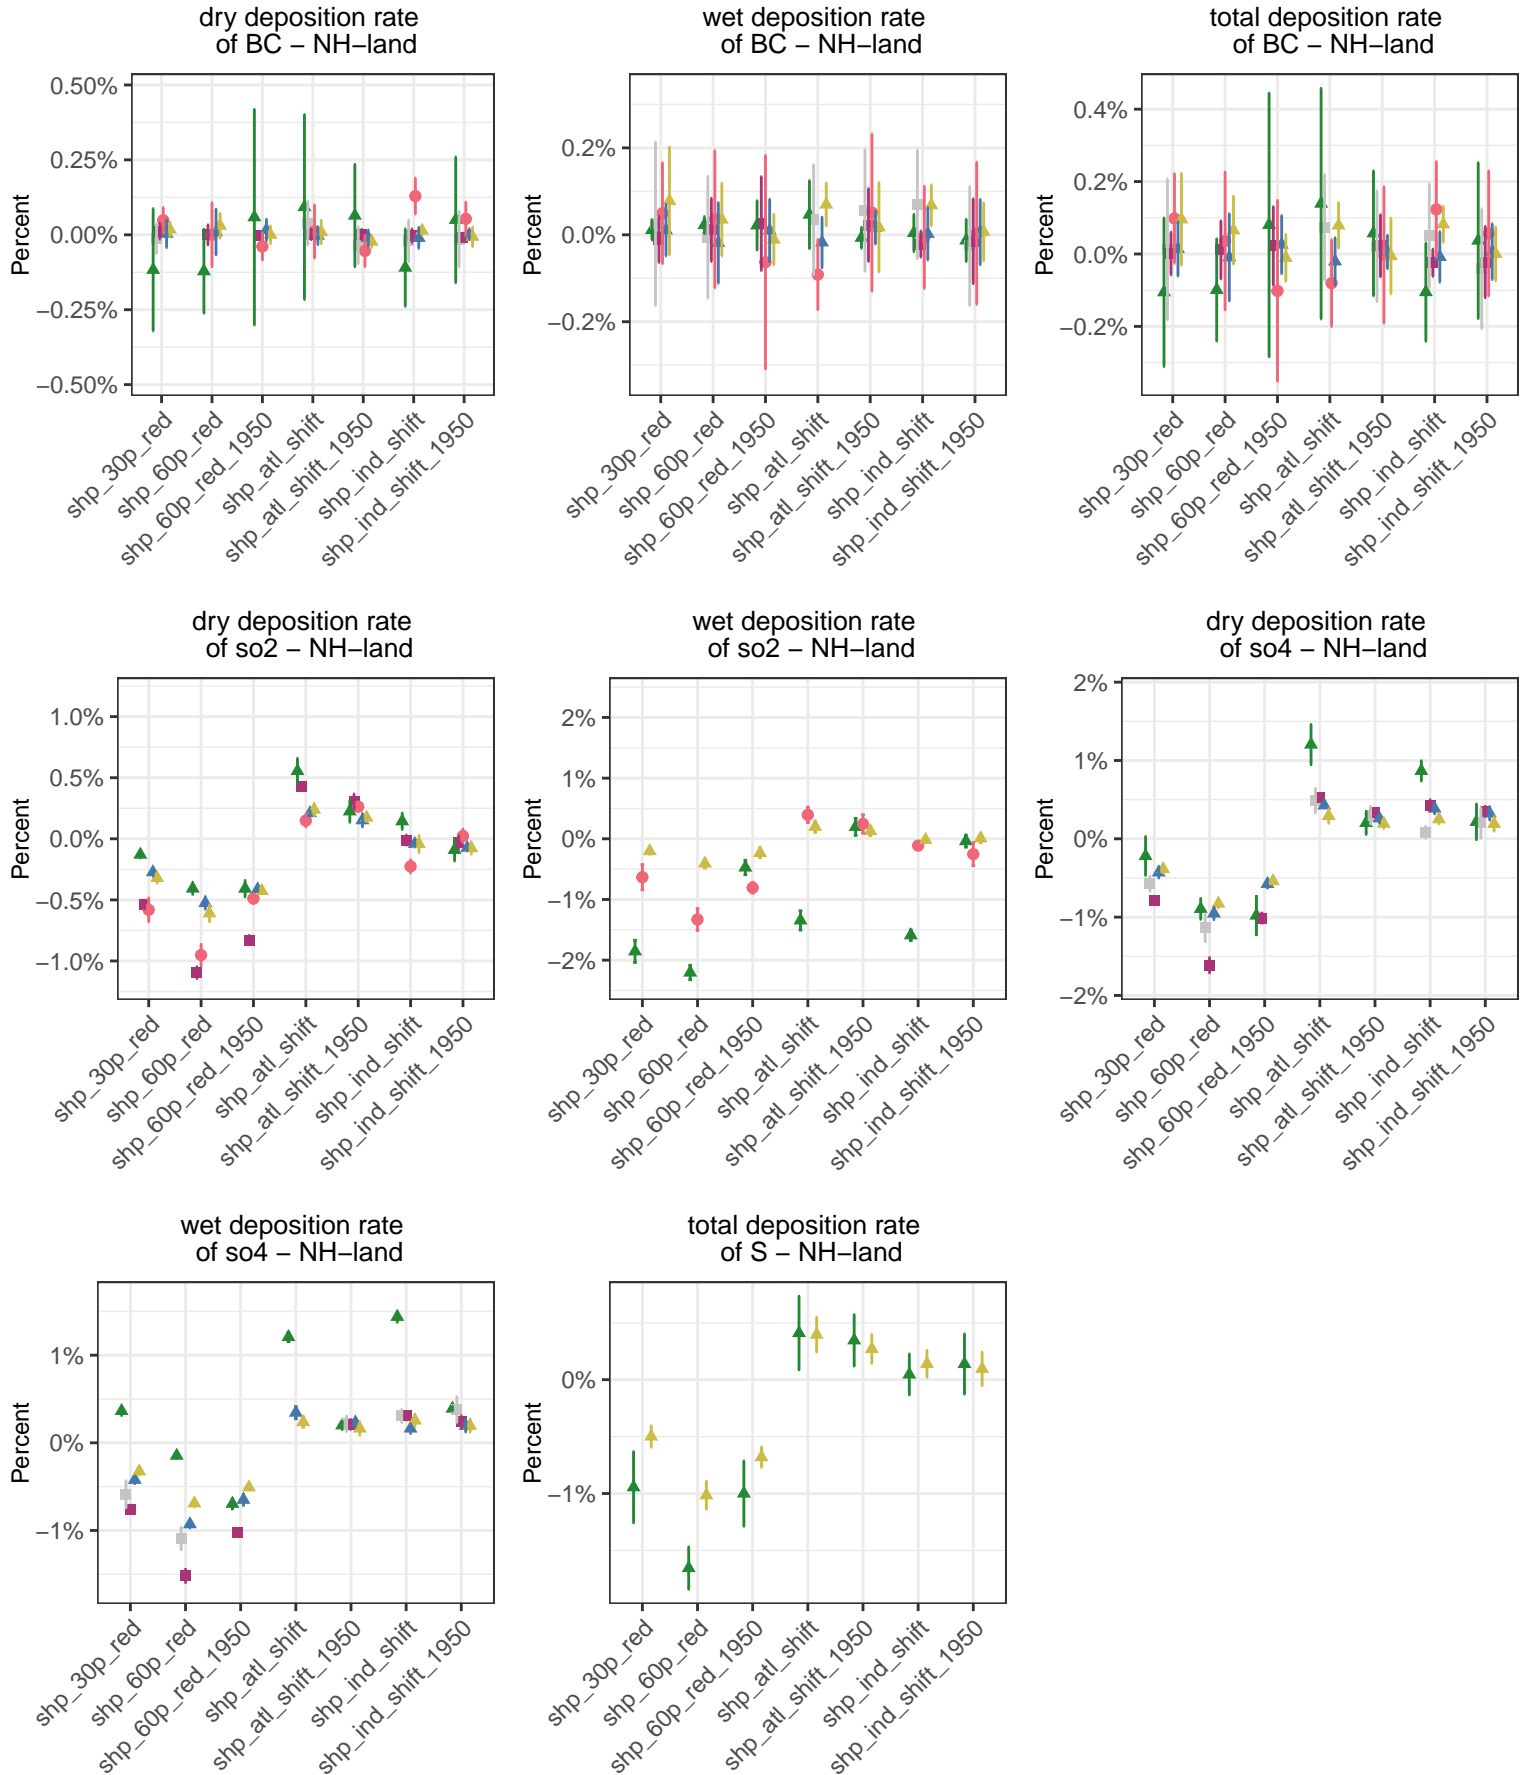 dry deposition rate
of BC − NH−land
wet deposition rate
of BC − NH−land
total deposition rate
of BC − NH−land
Percent
0.50%
0.25%
0.00%
−0.25%
−0.50%
shp_30p_red
shp_60p_red
shp_60p_red_1950
shp_atl_shift
shp_atl_shift_1950
shp_ind_shift
shp_ind_shift_1950
Percent
0.2%
0.0%
−0.2%
shp_30p_red
shp_60p_red
shp_60p_red_1950
shp_atl_shift
shp_atl_shift_1950
shp_ind_shift
shp_ind_shift_1950
Percent
0.4%
0.2%
0.0%
−0.2%
shp_30p_red
shp_60p_red
shp_60p_red_1950
shp_atl_shift
shp_atl_shift_1950
shp_ind_shift
shp_ind_shift_1950
dry deposition rate
of so2 − NH−land
wet deposition rate
of so2 − NH−land
dry deposition rate
of so4 − NH−land
Percent
1.0%
0.5%
0.0%
−0.5%
−1.0%
shp_30p_red
shp_60p_red
shp_60p_red_1950
shp_atl_shift
shp_atl_shift_1950
shp_ind_shift
shp_ind_shift_1950
Percent
2%
1%
0%
−1%
−2%
shp_30p_red
shp_60p_red
shp_60p_red_1950
shp_atl_shift
shp_atl_shift_1950
shp_ind_shift
shp_ind_shift_1950
Percent
2%
1%
0%
−1%
−2%
shp_30p_red
shp_60p_red
shp_60p_red_1950
shp_atl_shift
shp_atl_shift_1950
shp_ind_shift
shp_ind_shift_1950
wet deposition rate
of so4 − NH−land
total deposition rate
of S − NH−land
Percent
1%
0%
−1%
shp_30p_red
shp_60p_red
shp_60p_red_1950
shp_atl_shift
shp_atl_shift_1950
shp_ind_shift
shp_ind_shift_1950
Percent
0%
−1%
shp_30p_red
shp_60p_red
shp_60p_red_1950
shp_atl_shift
shp_atl_shift_1950
shp_ind_shift
shp_ind_shift_1950